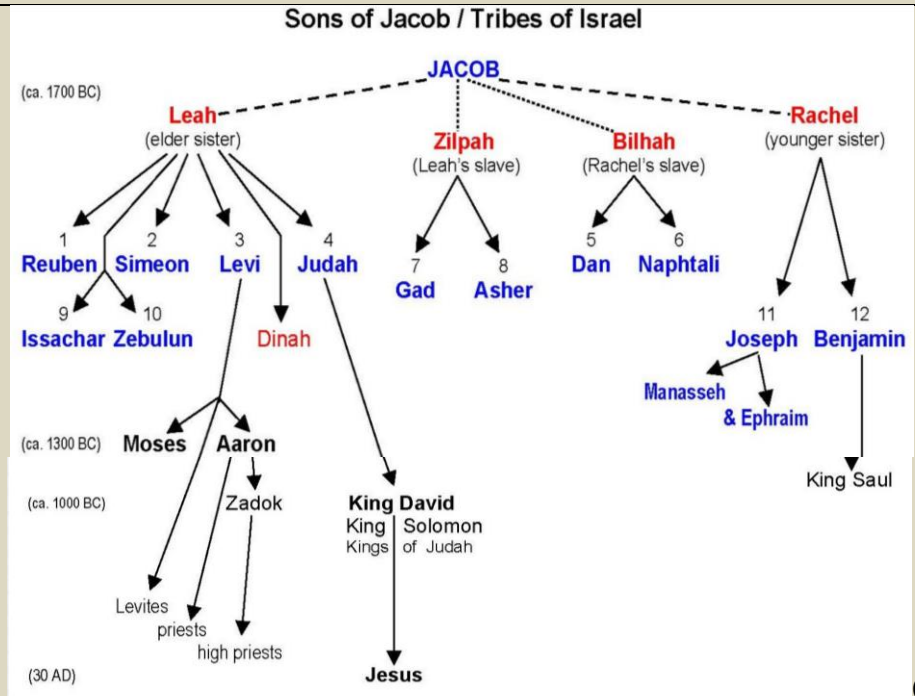 Sons of Jacob / Tribes of Israel
JACOB
(ca. 1700 BC)
Leah
(elder sister)
Zilpah
(Leah's slave)
Bilhah
(Rachel's slave)
Rachel
(younger sister)
1
Reuben
2
Simeon
3
Levi
4
Judah
7
Gad
8
Asher
5
Dan
6
Naphtali
9
Issachar
10
Zebulun
Dinah
11
Joseph
12
Benjamin
Manasseh
& Ephraim
(ca. 1300 BC)
Moses
Aaron
King Saul
(ca. 1000 BC)
Zadok
King David
King Solomon
Kings of Judah
Levites
priests
high priests
(30 AD)
Jesus